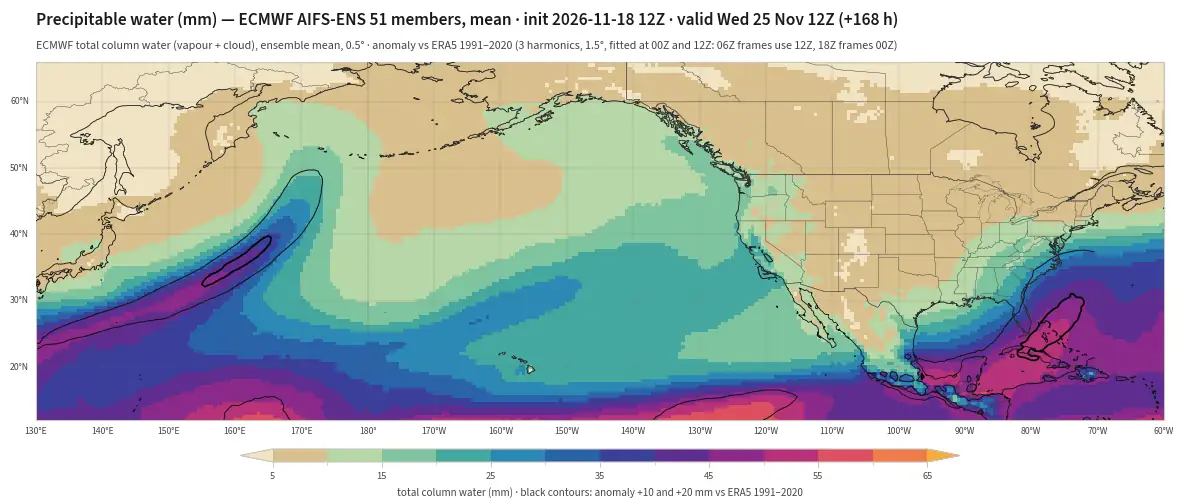 Precipitable water (mm) — ECMWF AIFS-ENS 51 members, mean · init 2026-11-18 12Z · valid Wed 25 Nov 12Z (+168 h)
ECMWF total column water (vapour + cloud), ensemble mean, 0.5° · anomaly vs ERA5 1991–2020 (3 harmonics, 1.5°, fitted at 00Z and 12Z: 06Z frames use 12Z, 18Z frames 00Z)
60°N
50°N
40°N
30°N
20°N
130°E 140°E 150°E 160°E 170°E 180° 170°W 160°W 150°W 140°W 130°W 120°W 110°W 100°W 90°W 80°W 70°W 60°W
5 15 25 35 45 55 65
total column water (mm) · black contours: anomaly +10 and +20 mm vs ERA5 1991–2020